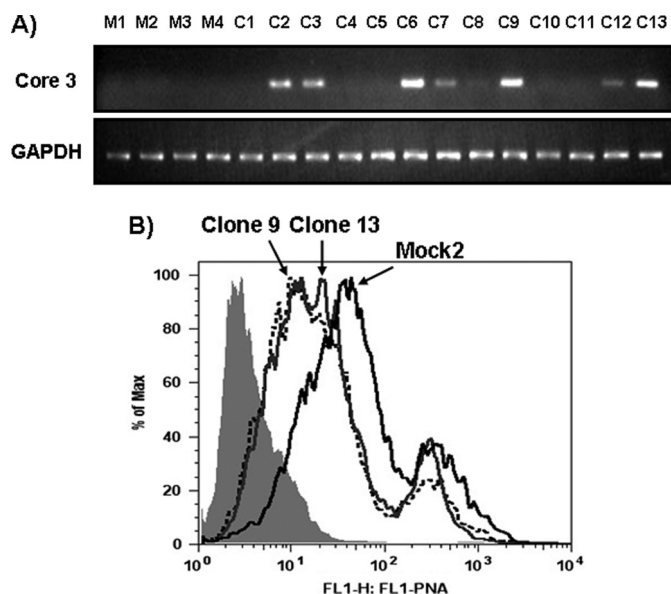 A) M1 M2 M3 M4 C1 C2 C3 C4 C5 C6 C7 C8 C9 C10 C11 C12 C13
Core 3
GAPDH
B) Clone 9 Clone 13
Mock2
100
80
60
40
20
0
% of Max
10^0 10^1 10^2 10^3 10^4
FL1-H: FL1-PNA